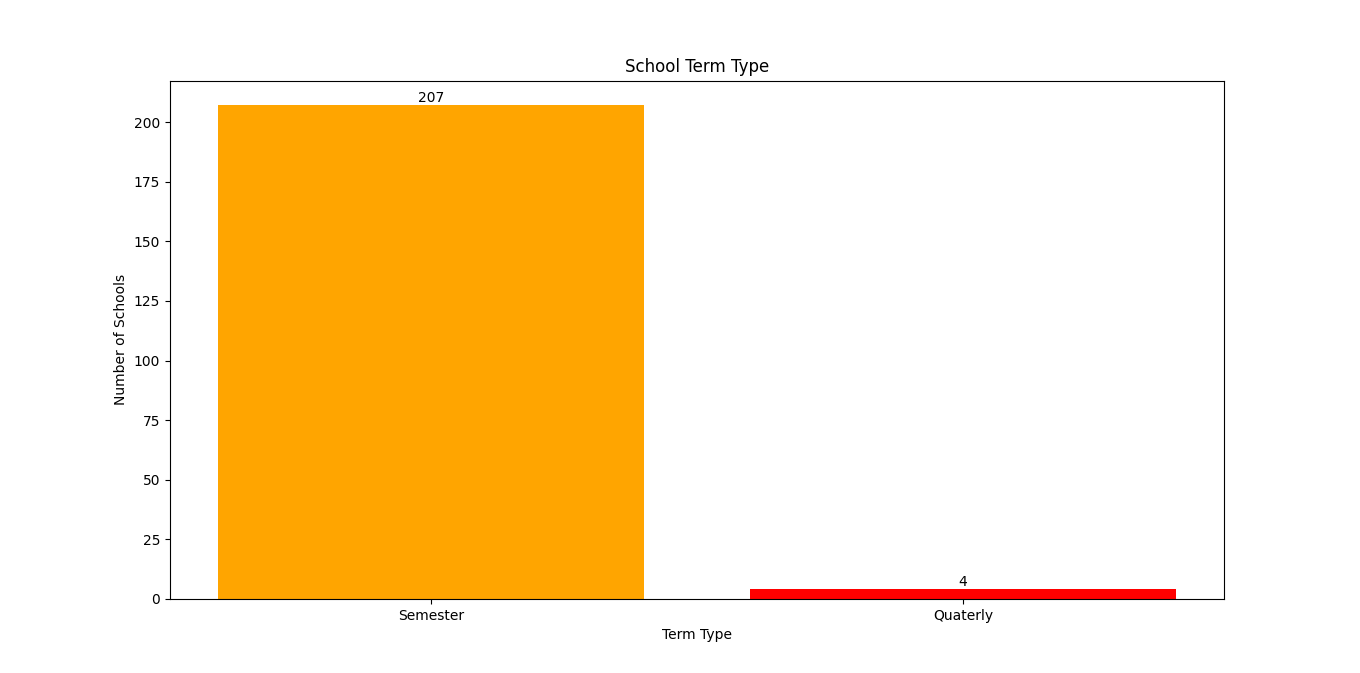 School Term Type
207
200
175
150
125
100
75
50
25
0
Number of Schools
4
Semester
Quaterly
Term Type